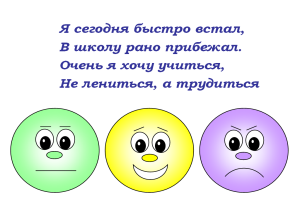 Я сегодня быстро встал,
В школу рано прибежал.
Очень я хочу учиться,
Не лениться, а трудиться